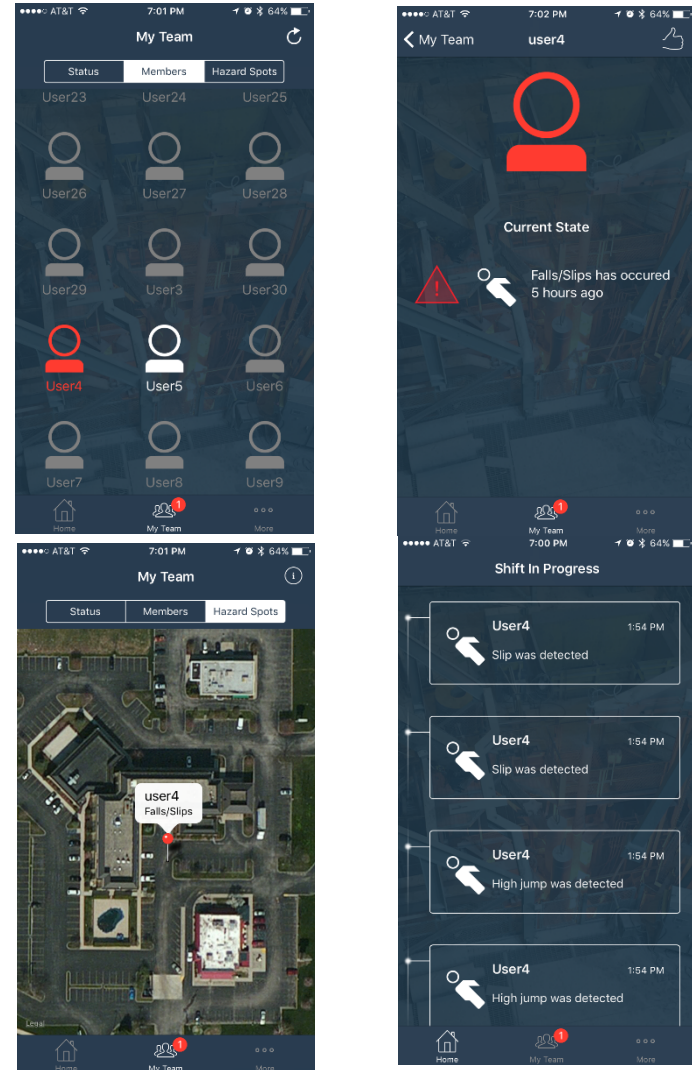 AT&T 7:01 PM 64%
My Team
Status Members Hazard Spots
User23 User24 User25
User26 User27 User28
User29 User3 User30
User4 User5 User6
User7 User8 User9
1
Home My Team More
AT&T 7:02 PM 64%
My Team user4
Current State
!
Falls/Slips has occured
5 hours ago
1
Home My Team More
AT&T 7:01 PM 64%
My Team i
Status Members Hazard Spots
user4
Falls/Slips
Legal
1
Home My Team More
AT&T 7:00 PM 64%
Shift In Progress
User4 1:54 PM
Slip was detected
User4 1:54 PM
Slip was detected
User4 1:54 PM
High jump was detected
User4 1:54 PM
High jump was detected
1
Home My Team More